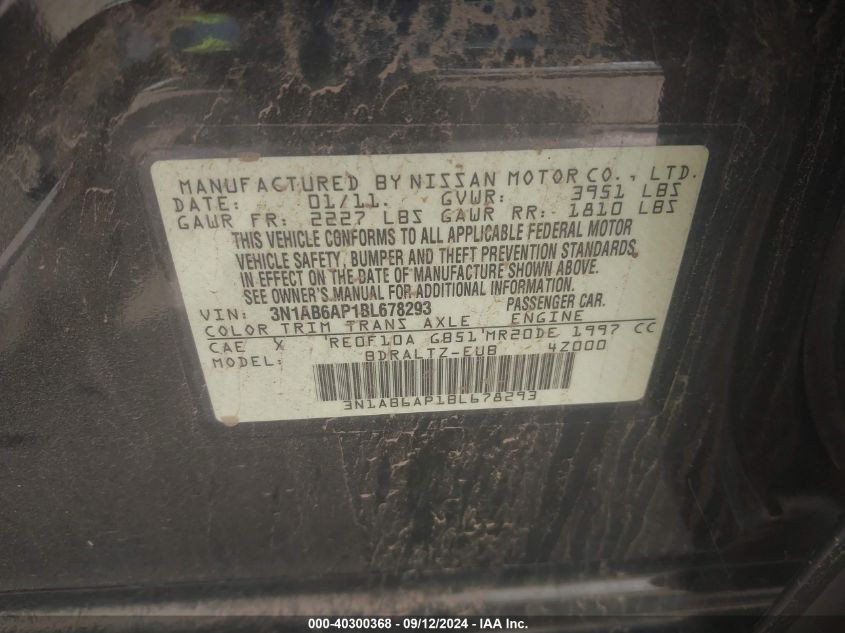 MANUFACTURED BY NISSAN MOTOR CO., LTD.
DATE: 01/11. GVWR: 3951 LBS
GAWR FR: 2227 LBS GAWR RR: 1810 LBS
THIS VEHICLE CONFORMS TO ALL APPLICABLE FEDERAL MOTOR
VEHICLE SAFETY, BUMPER AND THEFT PREVENTION STANDARDS
IN EFFECT ON THE DATE OF MANUFACTURE SHOWN ABOVE.
SEE OWNER'S MANUAL FOR ADDITIONAL INFORMATION.
VIN: 3N1AB6AP1BL678293 PASSENGER CAR.
COLOR TRIM TRANS AXLE ENGINE
CAE X RE0F10A GB51 MR20DE 1997 CC
MODEL: BDRALTZ-EUB 4Z000
3N1AB6AP1BL678293
000-40300368 - 09/12/2024 - IAA Inc.